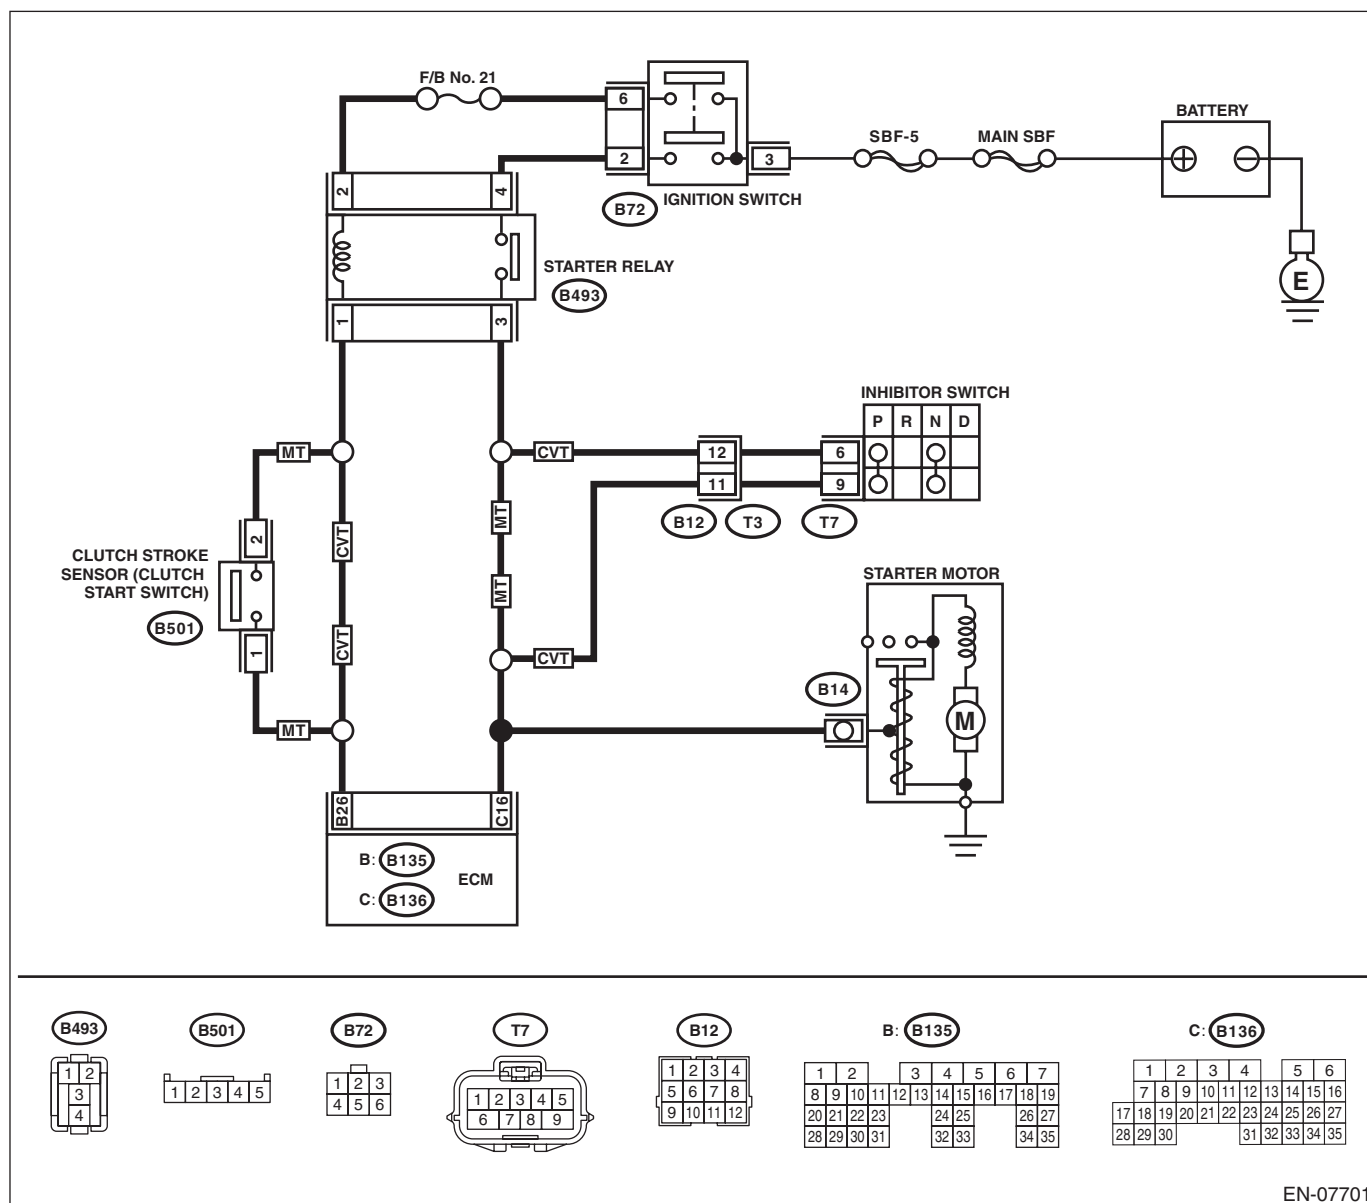 F/B No. 21
6
2
3
SBF-5
MAIN SBF
BATTERY
B72
IGNITION SWITCH
2
4
STARTER RELAY
B493
1
3
E
INHIBITOR SWITCH
P R N D
MT
CVT
12
11
6
9
B12
T3
T7
MT
CVT
2
CLUTCH STROKE
SENSOR (CLUTCH
START SWITCH)
B501
1
MT
CVT
CVT
STARTER MOTOR
B14
M
MT
B26
C16
B: B135
C: B136
ECM
B493
B501
B72
T7
B12
B: B135
C: B136
1 2
3
4
1 2 3 4 5
1 2 3
4 5 6
1 2 3 4 5
6 7 8 9
1 2 3 4
5 6 7 8
9 10 11 12
1 2 3 4 5 6 7
8 9 10 11 12 13 14 15 16 17 18 19
20 21 22 23 24 25 26 27
28 29 30 31 32 33 34 35
1 2 3 4 5 6
7 8 9 10 11 12 13 14 15 16
17 18 19 20 21 22 23 24 25 26 27
28 29 30 31 32 33 34 35
EN-07701